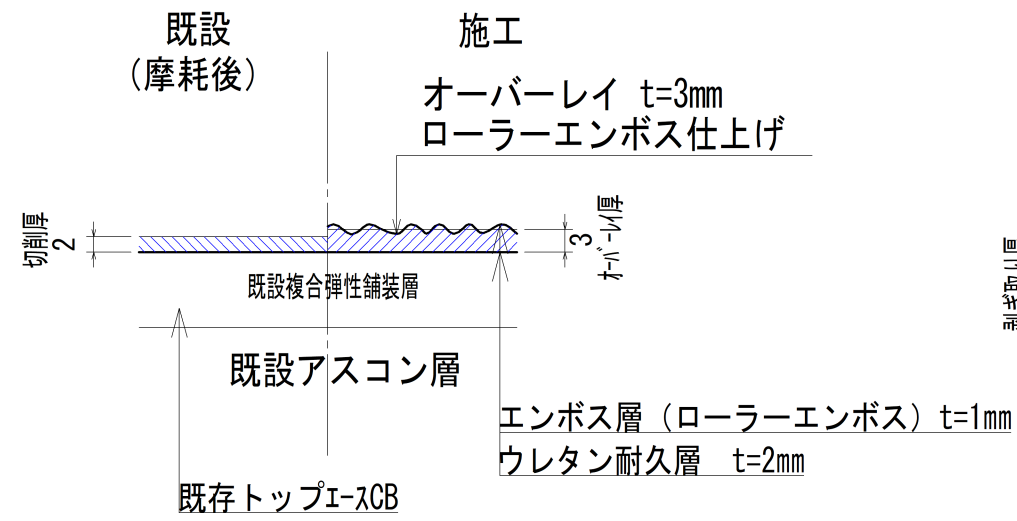 既設
（摩耗後）
施工
オーバーレイ t=3mm
ローラーエンボス仕上げ
切削厚
2
3
ｵｰﾊﾞｰﾚｲ厚
既設複合弾性舗装層
既設アスコン層
エンボス層（ローラーエンボス）t=1mm
ウレタン耐久層 t=2mm
既存トップｴｰｽCB